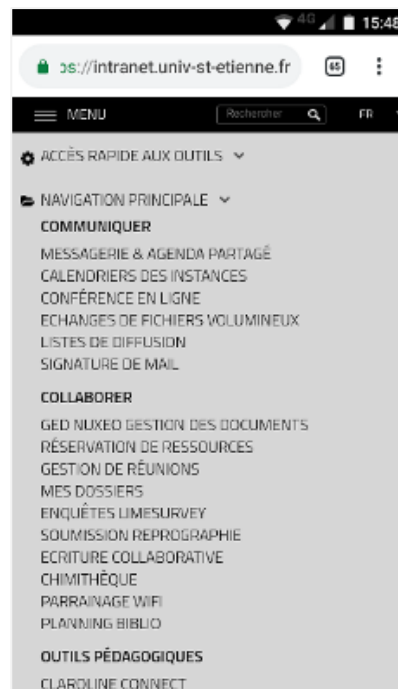 4G 15:48
ps://intranet.univ-st-etienne.fr 65
MENU Rechercher FR
ACCÈS RAPIDE AUX OUTILS
NAVIGATION PRINCIPALE
COMMUNIQUER
MESSAGERIE & AGENDA PARTAGÉ
CALENDRIERS DES INSTANCES
CONFÉRENCE EN LIGNE
ECHANGES DE FICHIERS VOLUMINEUX
LISTES DE DIFFUSION
SIGNATURE DE MAIL
COLLABORER
GED NUXEO GESTION DES DOCUMENTS
RÉSERVATION DE RESSOURCES
GESTION DE RÉUNIONS
MES DOSSIERS
ENQUÊTES LIMESURVEY
SOUMISSION REPROGRAPHIE
ECRITURE COLLABORATIVE
CHIMITHÈQUE
PARRAINAGE WIFI
PLANNING BIBLIO
OUTILS PÉDAGOGIQUES
CLAROLINE CONNECT